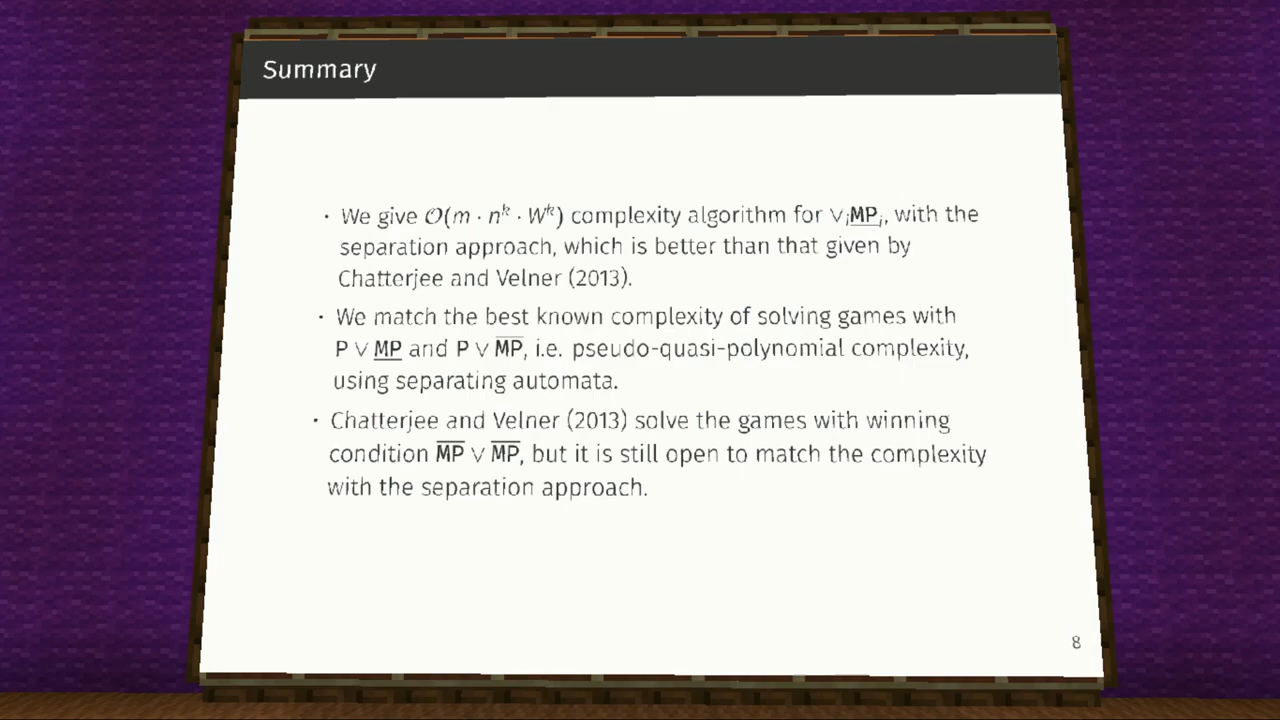 Summary
· We give 𝒪(m · nᵏ · Wᵏ) complexity algorithm for ∨ᵢM̲P̲ᵢ, with the
separation approach, which is better than that given by
Chatterjee and Velner (2013).
· We match the best known complexity of solving games with
P ∨ M̲P̲ and P ∨ M̅P̅, i.e. pseudo-quasi-polynomial complexity,
using separating automata.
· Chatterjee and Velner (2013) solve the games with winning
condition M̅P̅ ∨ M̅P̅, but it is still open to match the complexity
with the separation approach.
8